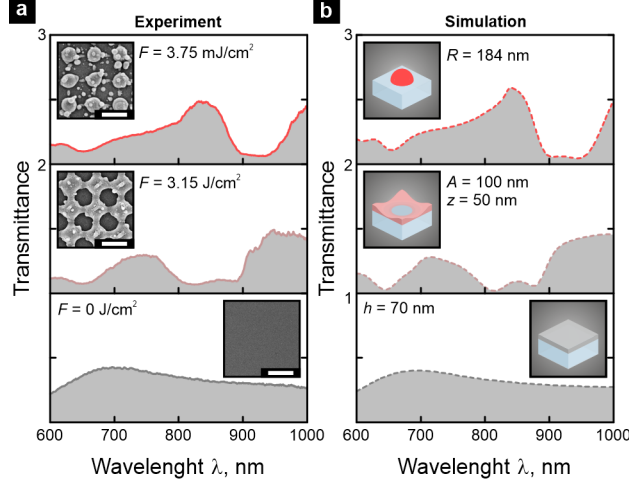 a
Experiment
b
Simulation
3
F = 3.75 mJ/cm²
2
F = 3.15 J/cm²
1
F = 0 J/cm²
Transmittance
600 700 800 900 1000
Wavelenght λ, nm
3
R = 184 nm
2
A = 100 nm
z = 50 nm
1
h = 70 nm
Transmittance
600 700 800 900 1000
Wavelenght λ, nm